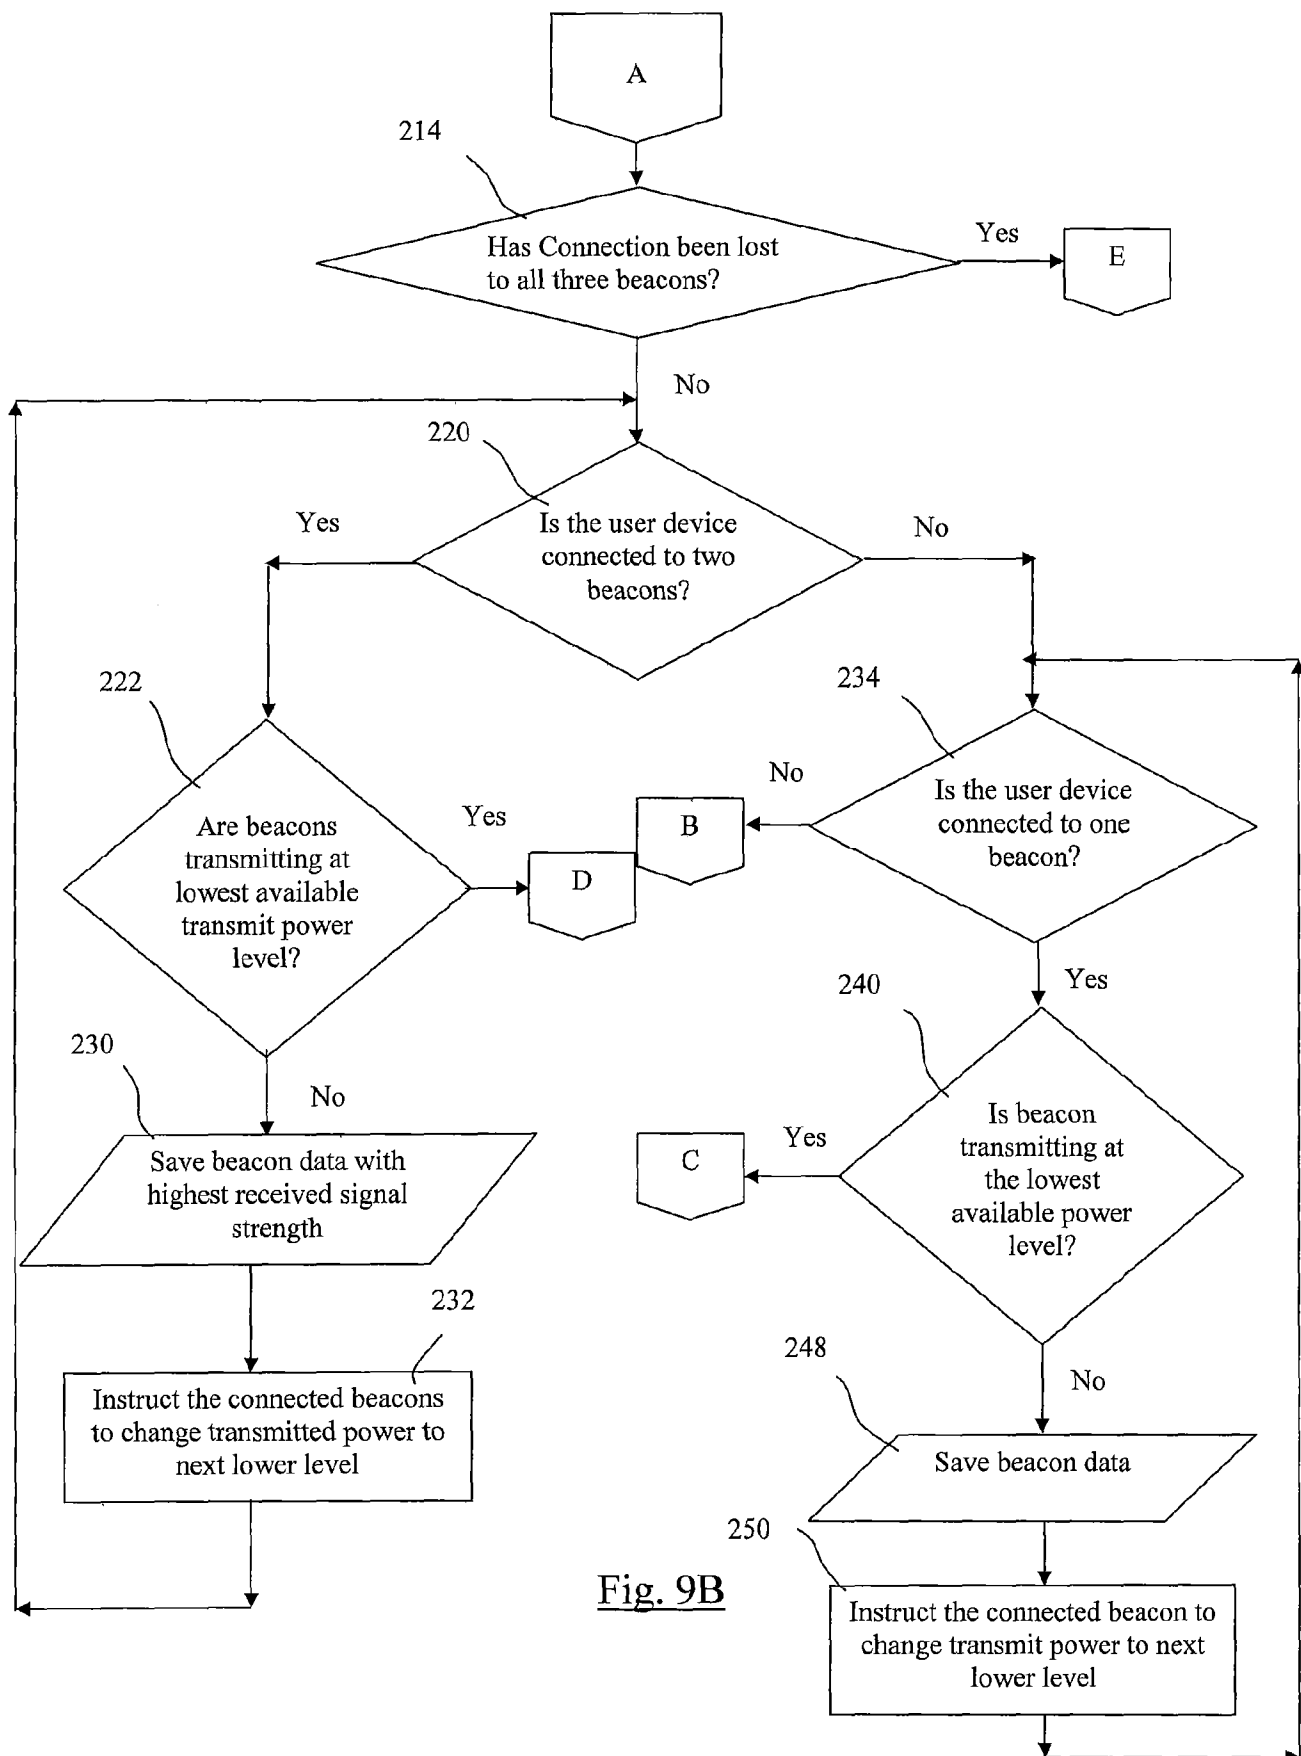 A
214
Has Connection been lost
to all three beacons?
Yes
E
No
220
Is the user device
connected to two
beacons?
Yes
No
222
234
Are beacons
transmitting at
lowest available
transmit power
level?
Yes
D
B
No
Is the user device
connected to one
beacon?
Yes
240
230
No
Save beacon data with
highest received signal
strength
C
Yes
Is beacon
transmitting at
the lowest
available power
level?
232
Instruct the connected beacons
to change transmitted power to
next lower level
248
No
Save beacon data
250
Instruct the connected beacon to
change transmit power to next
lower level
Fig. 9B